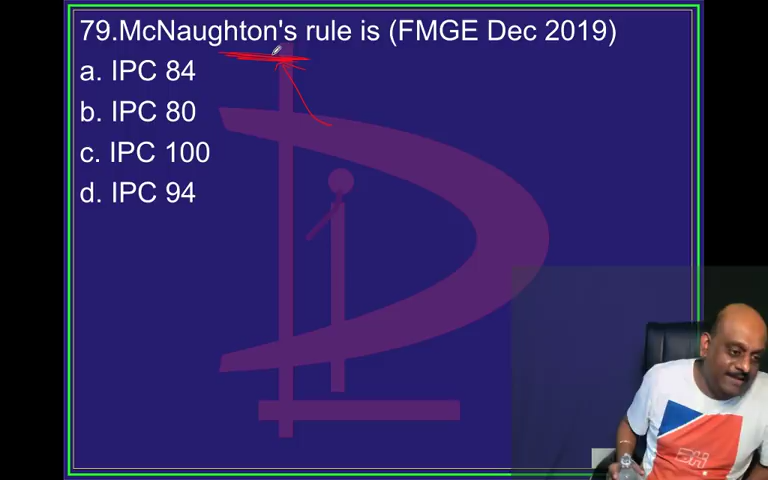 79.McNaughton's rule is (FMGE Dec 2019)
a. IPC 84
b. IPC 80
c. IPC 100
d. IPC 94